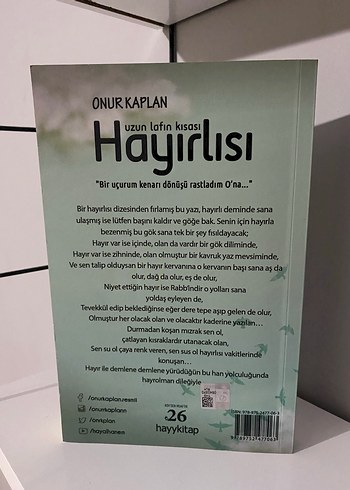 ONUR KAPLAN
uzun lafın kısası
Hayırlısı
"Bir uçurum kenarı dönüşü rastladım O'na..."
Bir hayırlısı dizesinden fırlamış bu yazı, hayırlı deminde sana
ulaşmış ise lütfen başını kaldır ve göğe bak. Senin için hayırla
bezenmiş bu gök sana tek bir şey fısıldayacak;
Hayır var ise içinde, olan da vardır bir gök diliminde,
Hayır var ise zihninde, olan olmuştur bir kavruk yaz mevsiminde,
Ve sen talip olduysan bir hayır kervanına o kervanın başı sana aş da
olur, dağ da olur, eş de olur,
Niyet ettiğin hayır ise Rabbindir o yolları sana
yoldaş eyleyen de,
Tevekkül edip beklediğinse eğer dere tepe aşıp gelen de olur,
Olmuştur her olacak olan ve olacaktır kaderine yazılan...
Durmadan koşan mızrak sen ol,
çatlayan kısraklardır utanacak olan,
Sen su ol çaya renk veren, sen sus ol hayırlısı vakitlerinde
konuşan...
Hayır ile demlene demlene yürüdüğün bu han yolculuğunda
hayrolman dileğiyle
/onurkaplanresmii
/onurkaplann
/onrkplan
/hayalhanem
26
hayykitap